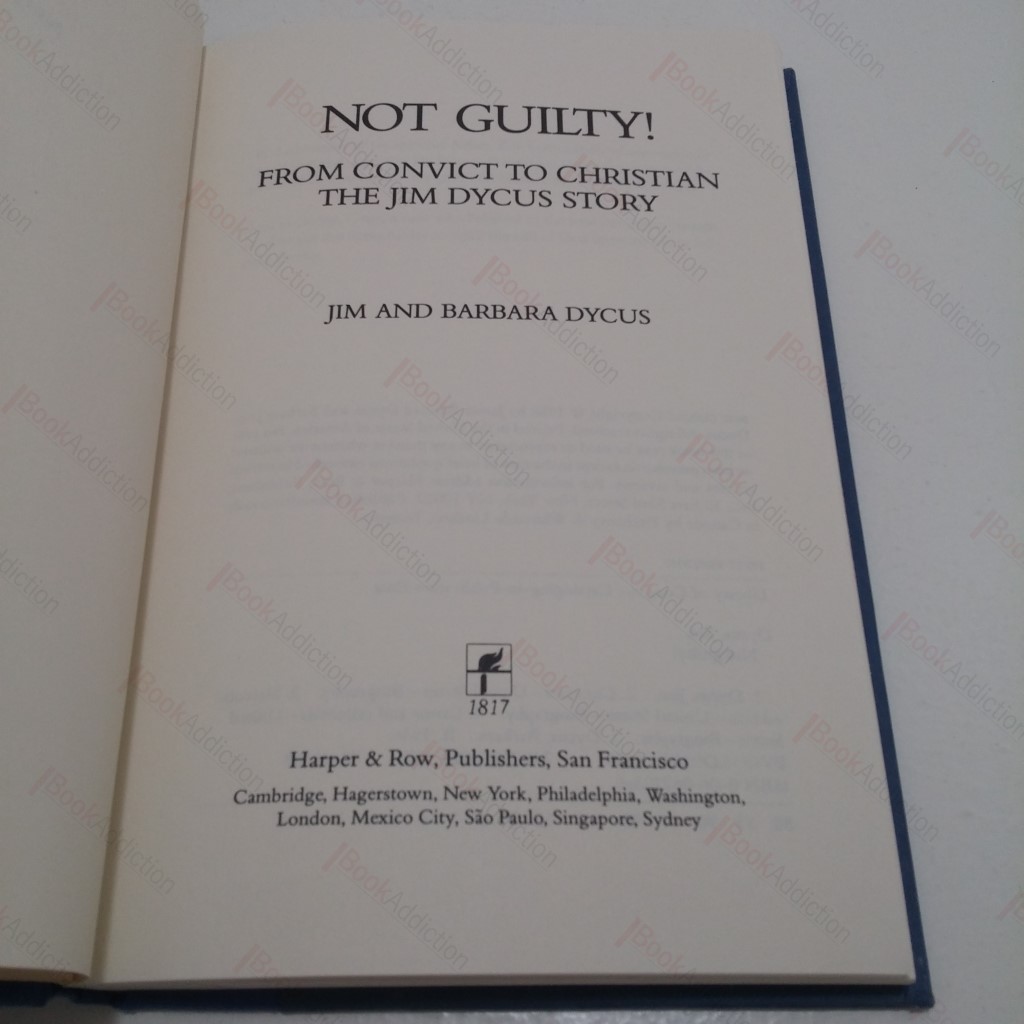 NOT GUILTY!
FROM CONVICT TO CHRISTIAN
THE JIM DYCUS STORY
JIM AND BARBARA DYCUS
1817
Harper & Row, Publishers, San Francisco
Cambridge, Hagerstown, New York, Philadelphia, Washington,
London, Mexico City, São Paulo, Singapore, Sydney
BookAddiction